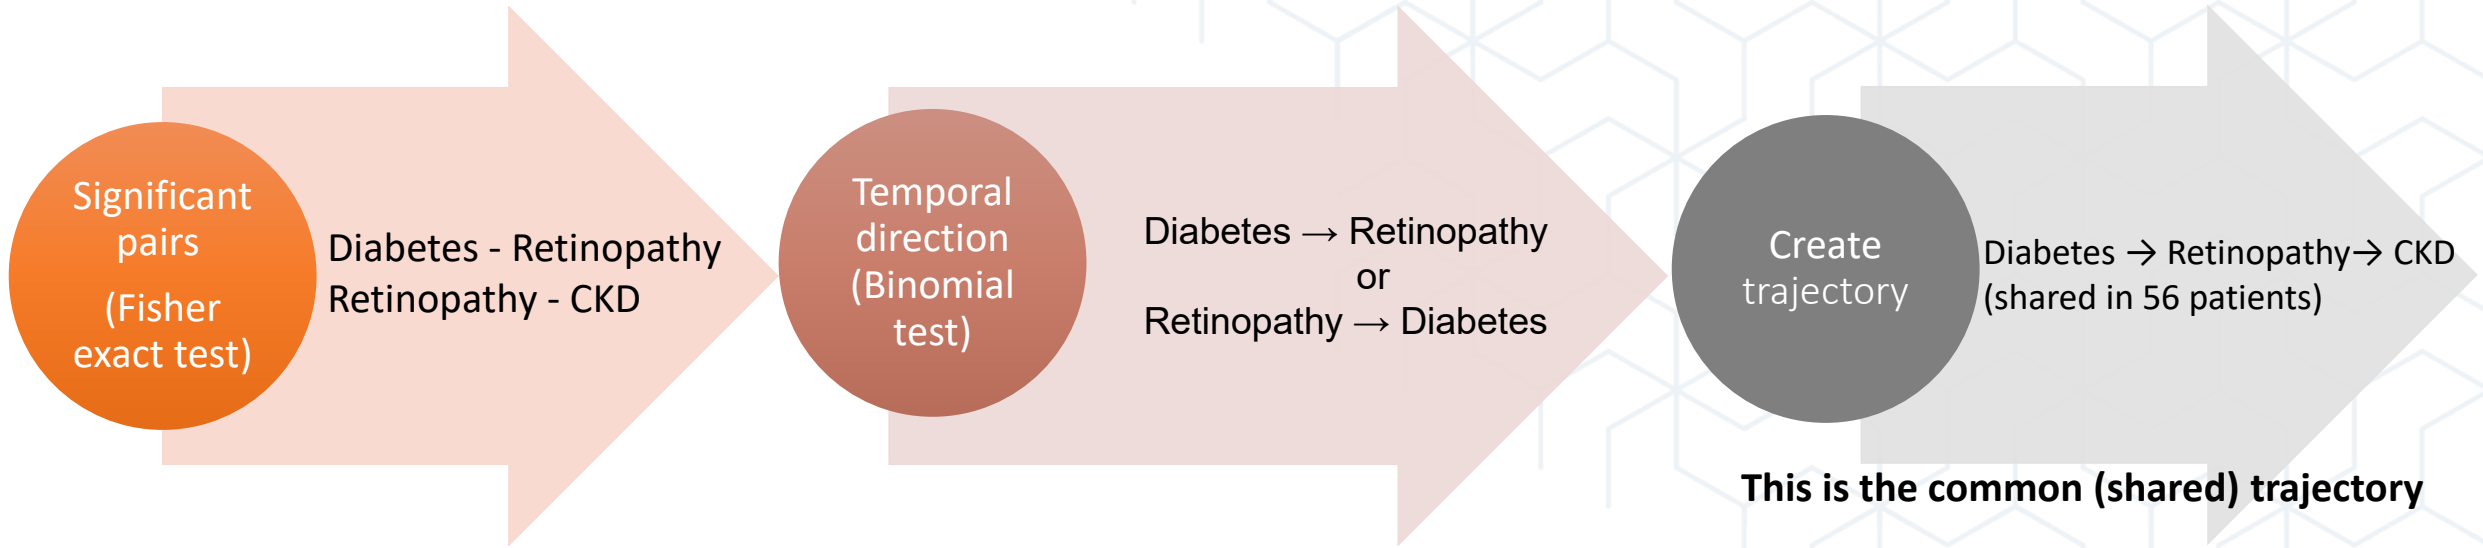 Significant
pairs
(Fisher
exact test)
Diabetes - Retinopathy
Retinopathy - CKD
Temporal
direction
(Binomial
test)
Diabetes → Retinopathy
or
Retinopathy → Diabetes
Create
trajectory
Diabetes → Retinopathy→ CKD
(shared in 56 patients)
This is the common (shared) trajectory